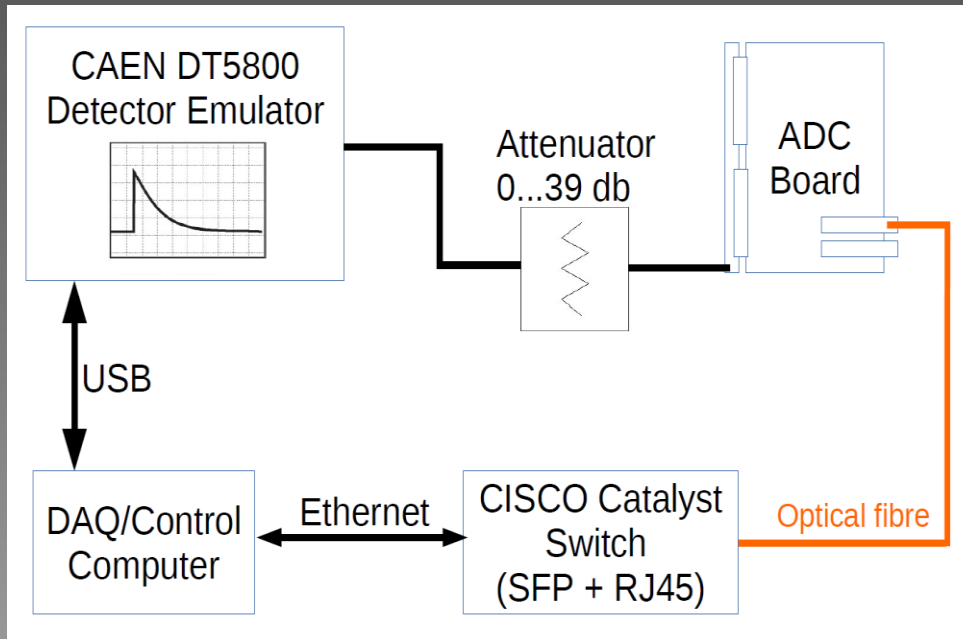 CAEN DT5800
Detector Emulator
Attenuator
0...39 db
ADC
Board
USB
DAQ/Control
Computer
Ethernet
CISCO Catalyst
Switch
(SFP + RJ45)
Optical fibre